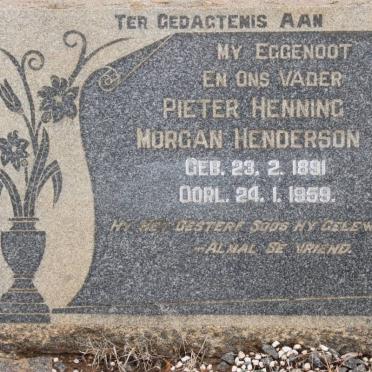 TER GEDAGTENIS AAN
MY EGGENOOT
EN ONS VADER
PIETER HENNING
MORGAN HENDERSON
GEB. 23. 2. 1891
OORL. 24. 1. 1959.
HY HET GESTERF SOOS HY GELEW
—ALMAL SE VRIEND.